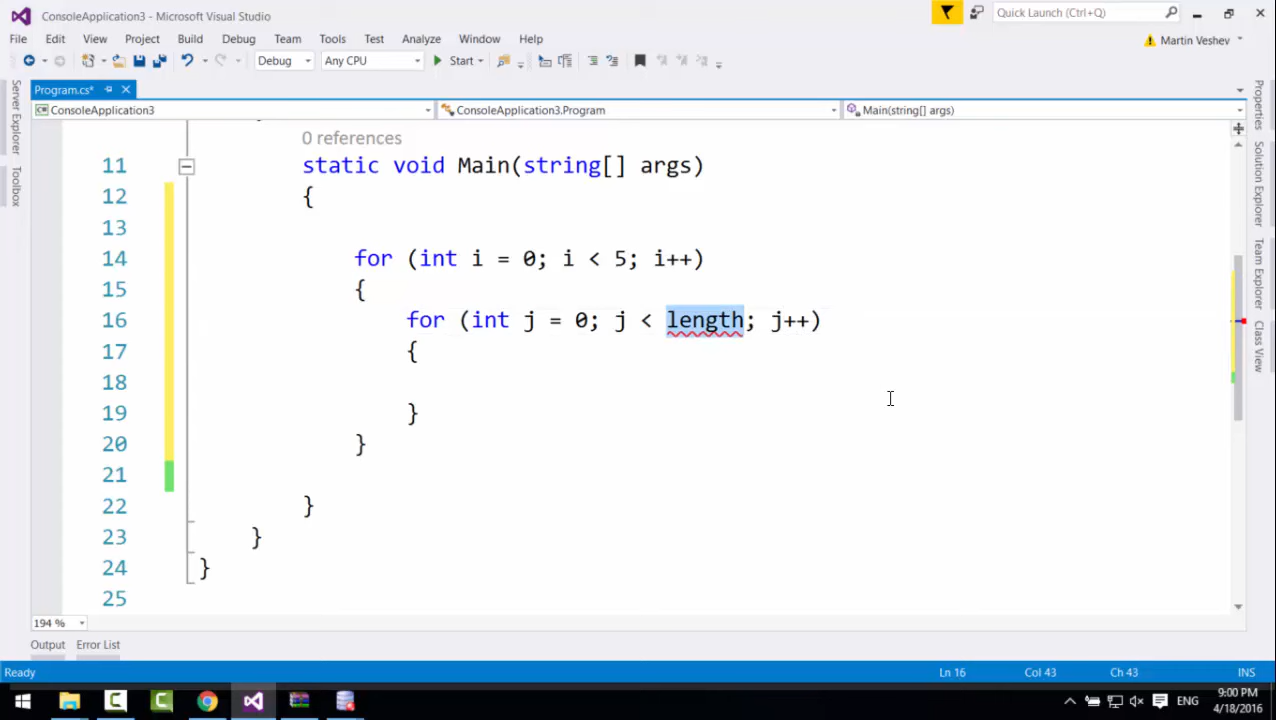 ConsoleApplication3 - Microsoft Visual Studio
Quick Launch (Ctrl+Q)
File Edit View Project Build Debug Team Tools Test Analyze Window Help
Martin Veshev
Debug Any CPU Start
Program.cs*
ConsoleApplication3 ConsoleApplication3.Program Main(string[] args)
Server Explorer
Toolbox
Properties
Solution Explorer
Team Explorer
Class View
0 references
11 static void Main(string[] args)
12 {
13
14 for (int i = 0; i < 5; i++)
15 {
16 for (int j = 0; j < length; j++)
17 {
18
19 }
20 }
21
22 }
23 }
24 }
25
194 %
Output Error List
Ready Ln 16 Col 43 Ch 43 INS
ENG
9:00 PM
4/18/2016